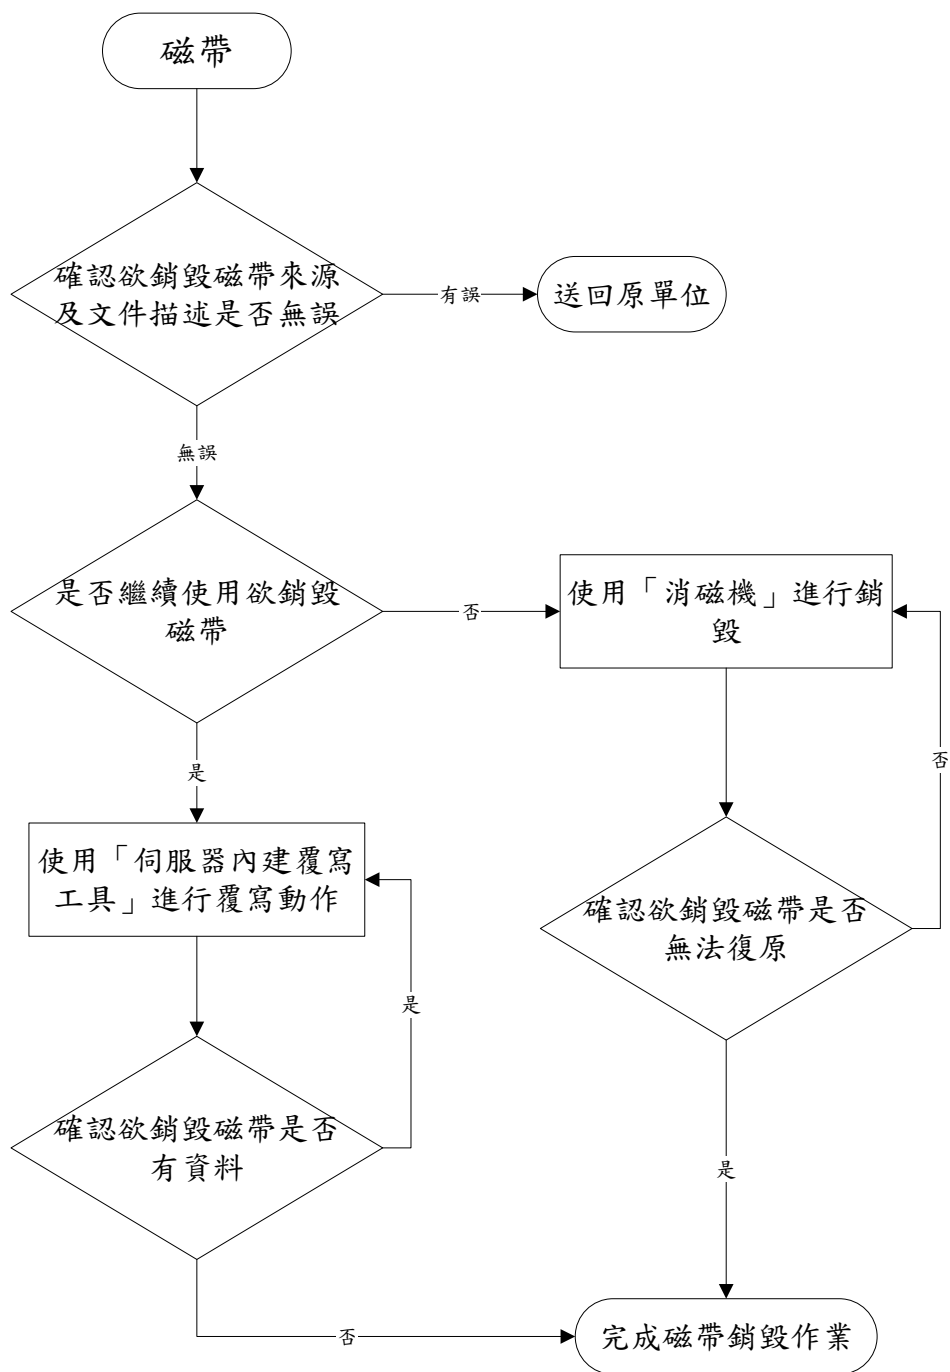 磁帶
確認欲銷毀磁帶來源
及文件描述是否無誤
有誤
送回原單位
無誤
是否繼續使用欲銷毀
磁帶
否
使用「消磁機」進行銷
毀
否
是
使用「伺服器內建覆寫
工具」進行覆寫動作
確認欲銷毀磁帶是否
無法復原
是
確認欲銷毀磁帶是否
有資料
是
否
完成磁帶銷毀作業